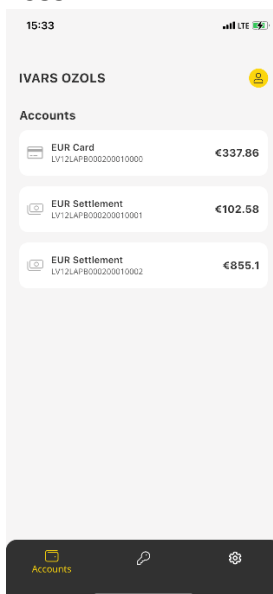 15:33
LTE
IVARS OZOLS
Accounts
EUR Card
LV12LAPB000200010000
€337.86
EUR Settlement
LV12LAPB000200010001
€102.58
EUR Settlement
LV12LAPB000200010002
€855.1
Accounts